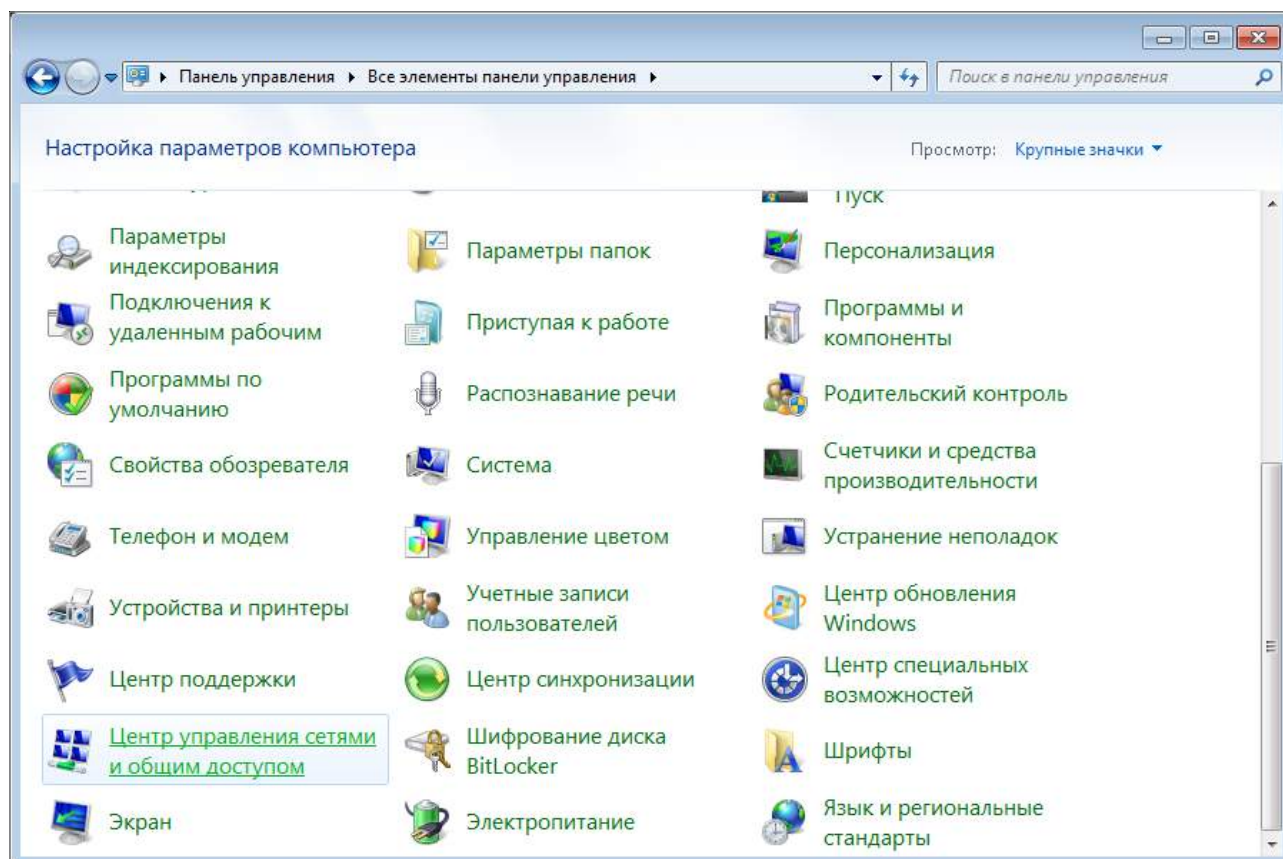 Панель управления ▸ Все элементы панели управления ▸
Поиск в панели управления
Настройка параметров компьютера
Просмотр: Крупные значки
Пуск
Параметры
индексирования
Параметры папок
Персонализация
Подключения к
удаленным рабочим
Приступая к работе
Программы и
компоненты
Программы по
умолчанию
Распознавание речи
Родительский контроль
Свойства обозревателя
Система
Счетчики и средства
производительности
Телефон и модем
Управление цветом
Устранение неполадок
Устройства и принтеры
Учетные записи
пользователей
Центр обновления
Windows
Центр поддержки
Центр синхронизации
Центр специальных
возможностей
Центр управления сетями
и общим доступом
Шифрование диска
BitLocker
Шрифты
Экран
Электропитание
Язык и региональные
стандарты